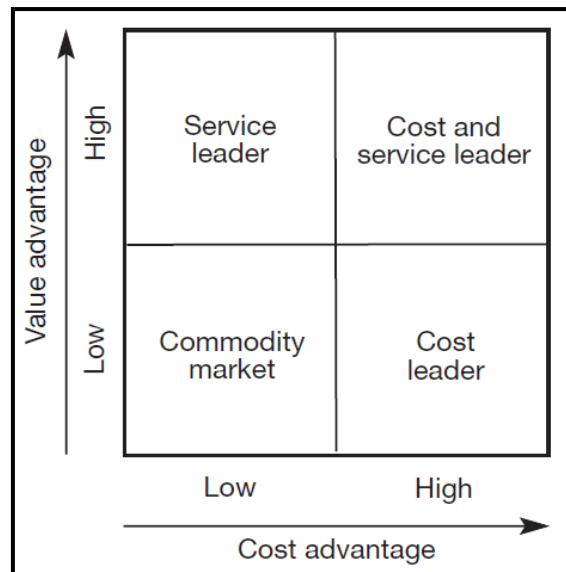 Value advantage
High
Low
Service
leader
Cost and
service leader
Commodity
market
Cost
leader
Low
High
Cost advantage